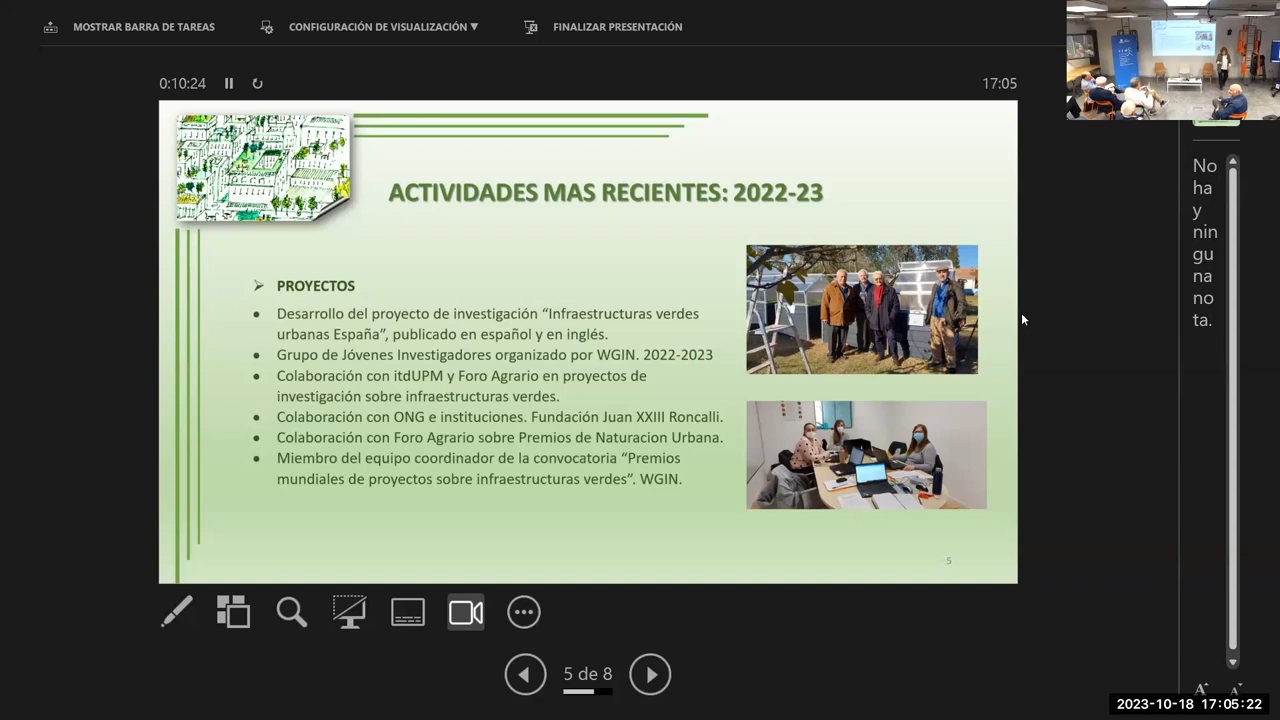 MOSTRAR BARRA DE TAREAS
CONFIGURACIÓN DE VISUALIZACIÓN
FINALIZAR PRESENTACIÓN
0:10:24
17:05
ACTIVIDADES MAS RECIENTES: 2022-23
PROYECTOS
Desarrollo del proyecto de investigación “Infraestructuras verdes
urbanas España”, publicado en español y en inglés.
Grupo de Jóvenes Investigadores organizado por WGIN. 2022-2023
Colaboración con itdUPM y Foro Agrario en proyectos de
investigación sobre infraestructuras verdes.
Colaboración con ONG e instituciones. Fundación Juan XXIII Roncalli.
Colaboración con Foro Agrario sobre Premios de Naturacion Urbana.
Miembro del equipo coordinador de la convocatoria “Premios
mundiales de proyectos sobre infraestructuras verdes”. WGIN.
5
No
ha
y
nin
gu
na
no
ta.
5 de 8
A A
2023-10-18 17:05:22